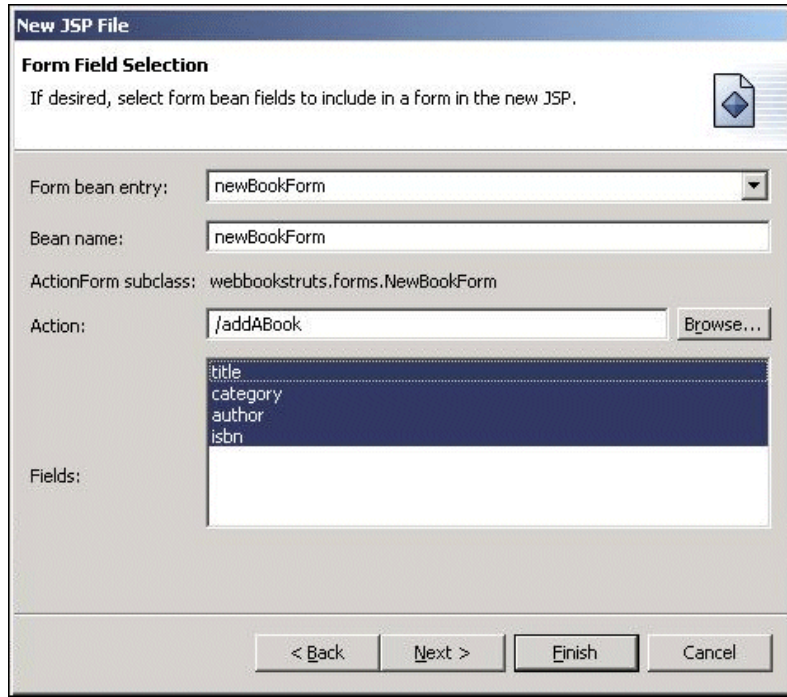 New JSP File
Form Field Selection
If desired, select form bean fields to include in a form in the new JSP.
Form bean entry: newBookForm
Bean name: newBookForm
ActionForm subclass: webbookstruts.forms.NewBookForm
Action: /addABook Browse...
title
category
author
isbn
Fields:
< Back Next > Finish Cancel